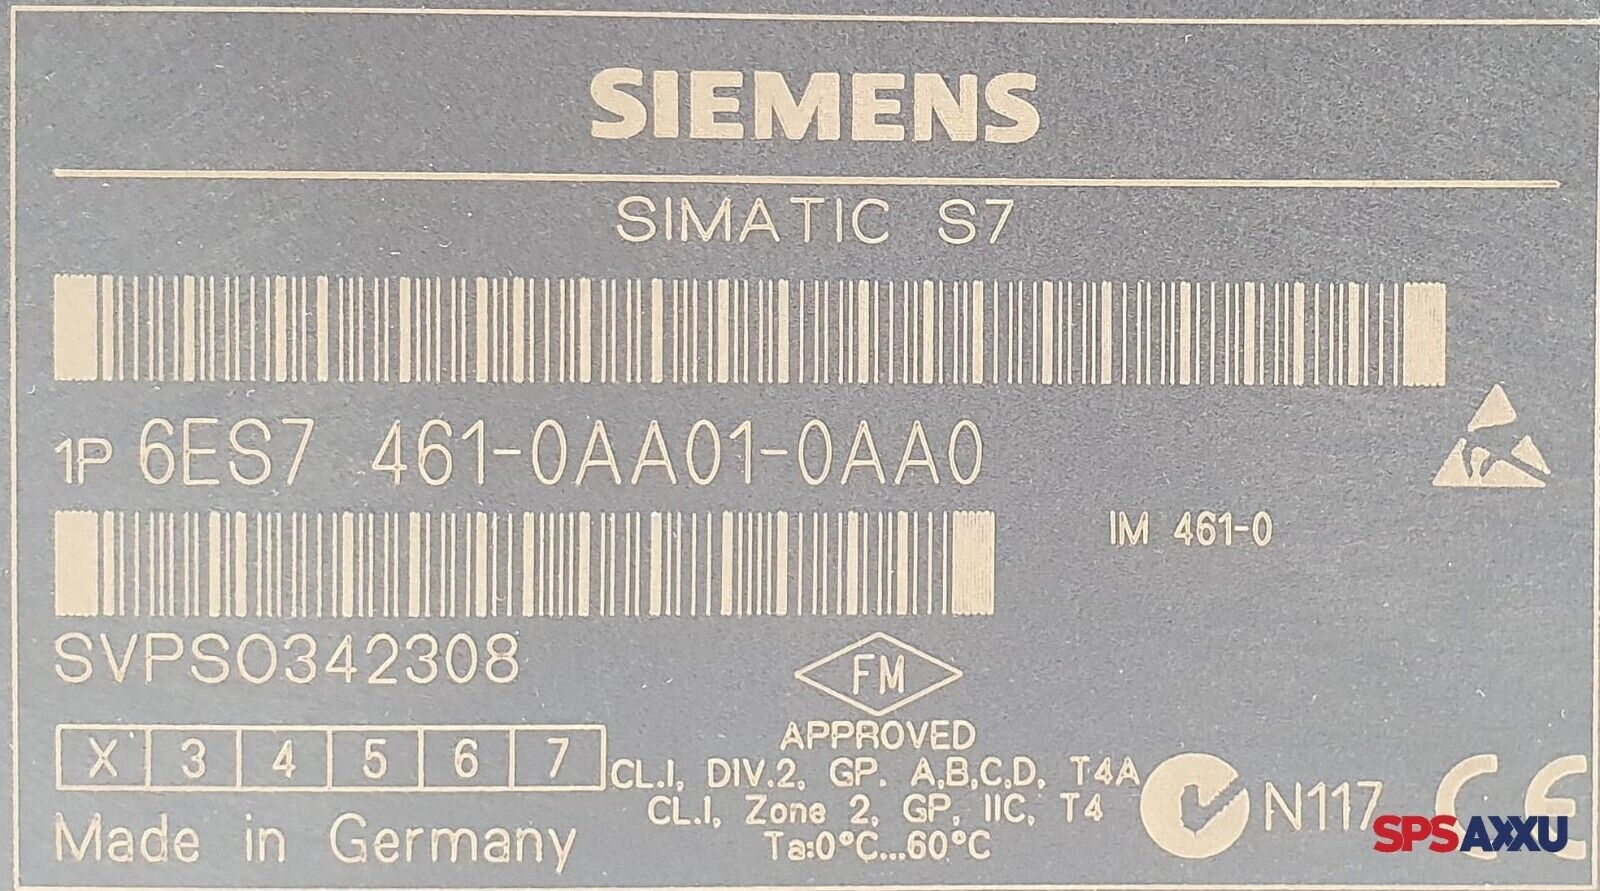 SIEMENS
SIMATIC S7
1P 6ES7 461-0AA01-0AA0
IM 461-0
SVPS0342308
FM
APPROVED
X 3 4 5 6 7
CL.I, DIV.2, GP. A,B,C,D, T4A
CL.I, Zone 2, GP, IIC, T4
Ta:0°C...60°C
N117
CE
Made in Germany
SPSAXXU